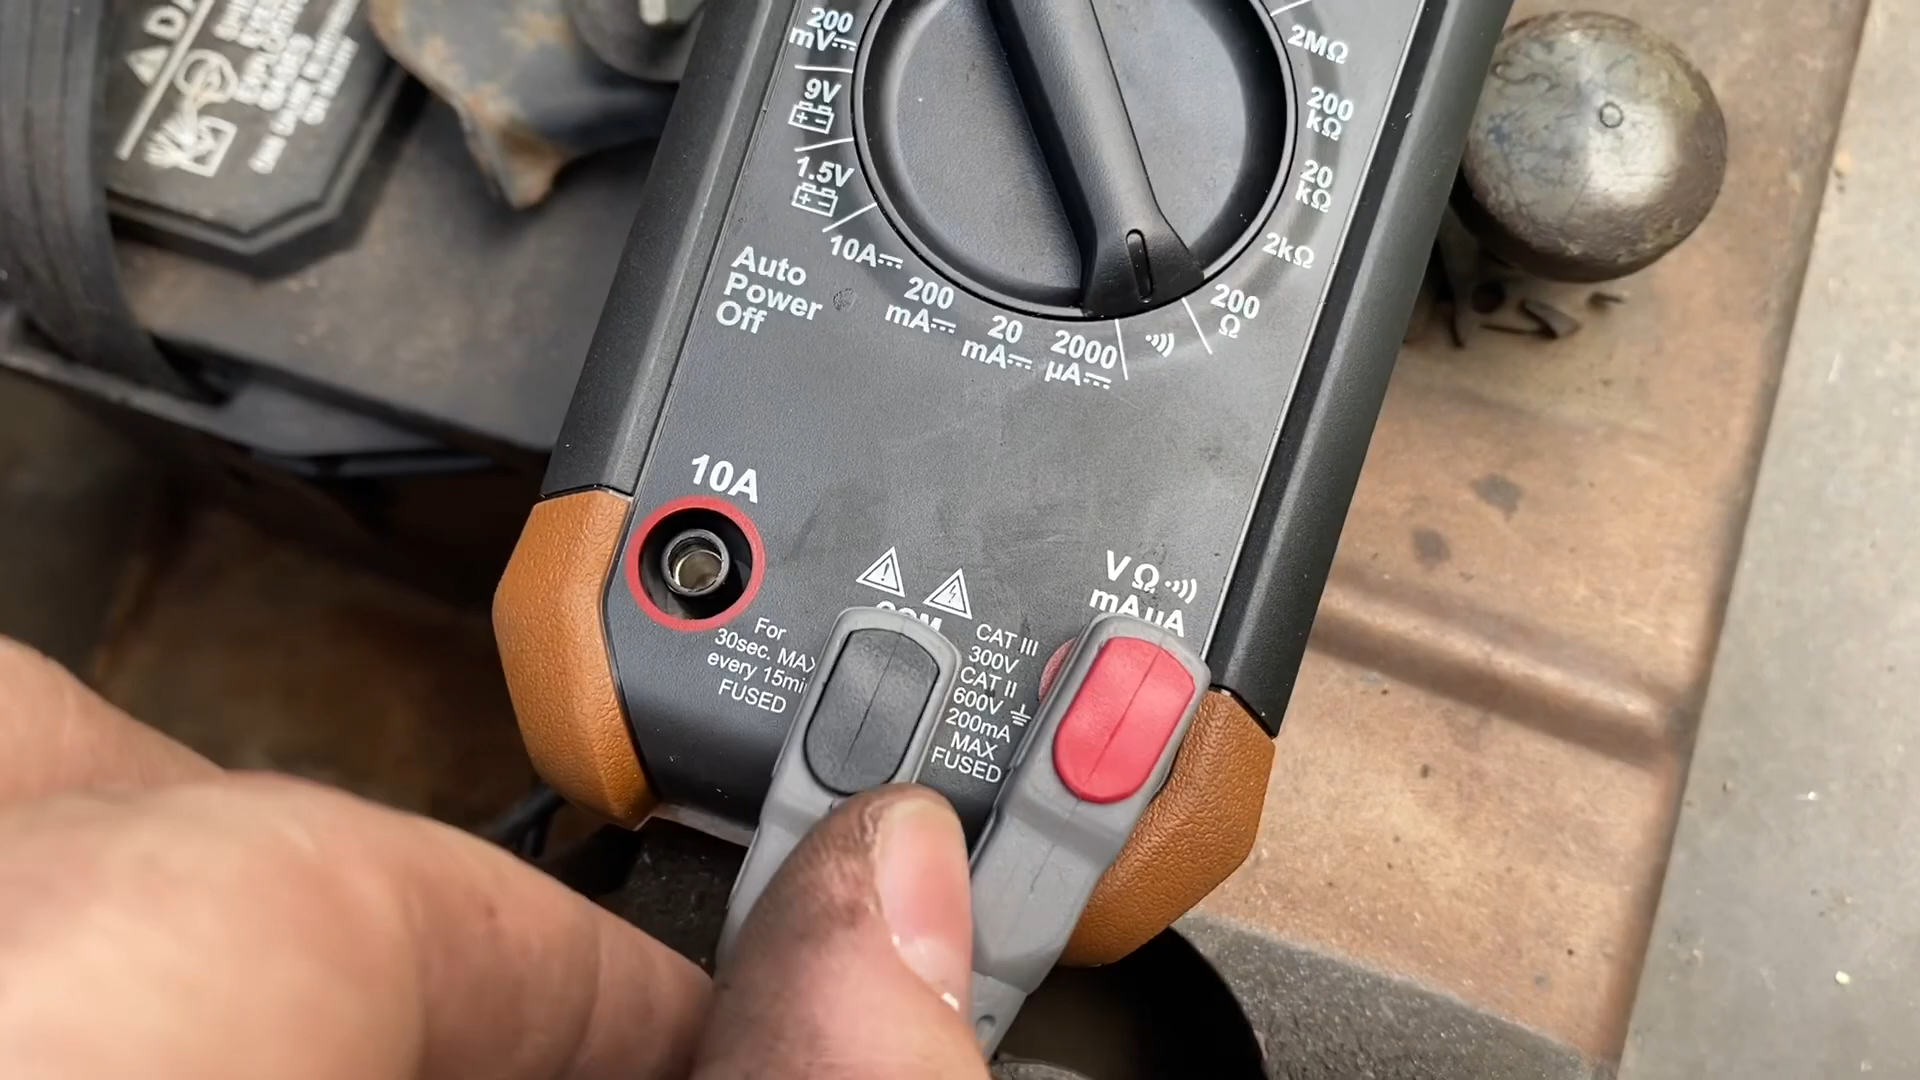 200
mV
9V
+ -
1.5V
+ -
10A
200
mA
20
mA
2000
µA
200
Ω
2kΩ
20
kΩ
200
kΩ
2MΩ
Auto
Power
Off
10A
For
30sec. MAX
every 15mi
FUSED
COM
CAT III
300V
CAT II
600V
200mA
MAX
FUSED
VΩ
mAµA